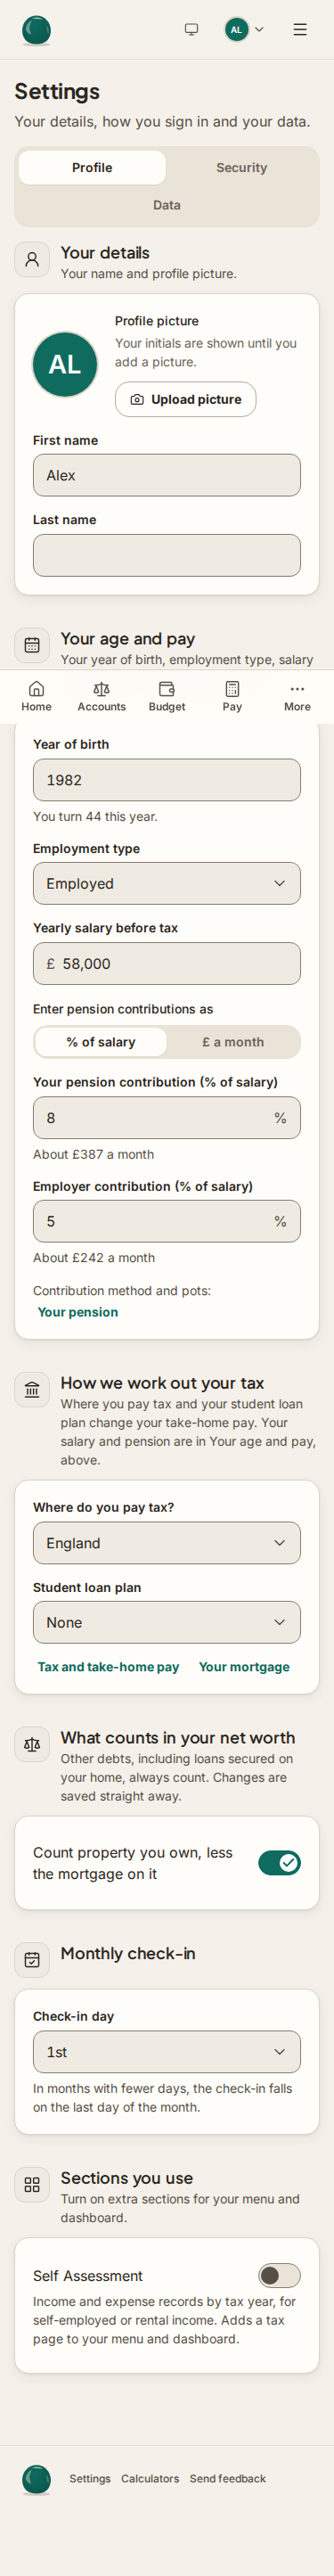 AL
Settings
Your details, how you sign in and your data.
Profile
Security
Data
Your details
Your name and profile picture.
AL
Profile picture
Your initials are shown until you
add a picture.
Upload picture
First name
Alex
Last name
Your age and pay
Your year of birth, employment type, salary
Home
Accounts
Budget
Pay
More
Year of birth
1982
You turn 44 this year.
Employment type
Employed
Yearly salary before tax
£ 58,000
Enter pension contributions as
% of salary
£ a month
Your pension contribution (% of salary)
8 %
About £387 a month
Employer contribution (% of salary)
5 %
About £242 a month
Contribution method and pots:
Your pension
How we work out your tax
Where you pay tax and your student loan
plan change your take-home pay. Your
salary and pension are in Your age and pay,
above.
Where do you pay tax?
England
Student loan plan
None
Tax and take-home pay
Your mortgage
What counts in your net worth
Other debts, including loans secured on
your home, always count. Changes are
saved straight away.
Count property you own, less
the mortgage on it
Monthly check-in
Check-in day
1st
In months with fewer days, the check-in falls
on the last day of the month.
Sections you use
Turn on extra sections for your menu and
dashboard.
Self Assessment
Income and expense records by tax year, for
self-employed or rental income. Adds a tax
page to your menu and dashboard.
Settings
Calculators
Send feedback